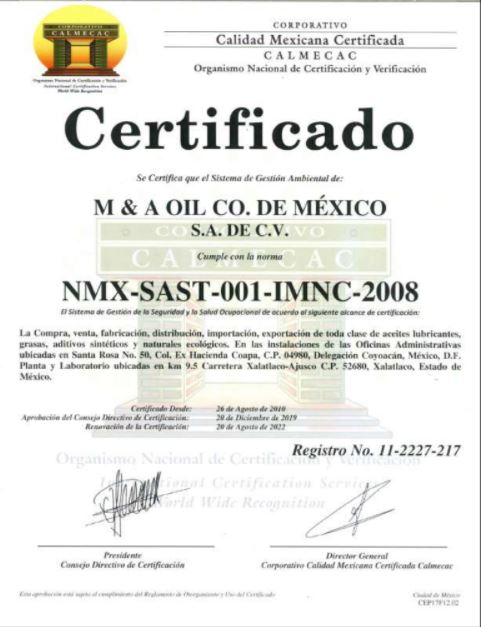 CORPORATIVO
CALMECAC
Organismo Nacional de Certificación y Verificación
International Certification Service
World Wide Recognition
CORPORATIVO
Calidad Mexicana Certificada
CALMECAC
Organismo Nacional de Certificación y Verificación
Certificado
Se Certifica que el Sistema de Gestión Ambiental de:
M & A OIL CO. DE MÉXICO
S.A. DE C.V.
CORPORATIVO
Cumple con la norma
CALMECAC
NMX-SAST-001-IMNC-2008
El Sistema de Gestión de la Seguridad y la Salud Ocupacional de acuerdo al siguiente alcance de certificación:
La Compra, venta, fabricación, distribución, importación, exportación de toda clase de aceites lubricantes,
grasas, aditivos sintéticos y naturales ecológicos. En las instalaciones de las Oficinas Administrativas
ubicadas en Santa Rosa No. 50, Col. Ex Hacienda Coapa, C.P. 04980, Delegación Coyoacán, México, D.F.
Planta y Laboratorio ubicadas en km 9.5 Carretera Xalatlaco-Ajusco C.P. 52680, Xalatlaco, Estado de
México.
Certificado Desde: 26 de Agosto de 2010
Aprobación del Consejo Directivo de Certificación: 20 de Diciembre de 2019
Renovación de la Certificación: 20 de Agosto de 2022
Registro No. 11-2227-217
Organismo Nacional de Certificación y Verificación
International Certification Service
World Wide Recognition
Presidente
Consejo Directivo de Certificación
Director General
Corporativo Calidad Mexicana Certificada Calmecac
Esta aprobación está sujeta al cumplimiento del Reglamento de Otorgamiento y Uso del Certificado
Ciudad de México
CEP17F12.02